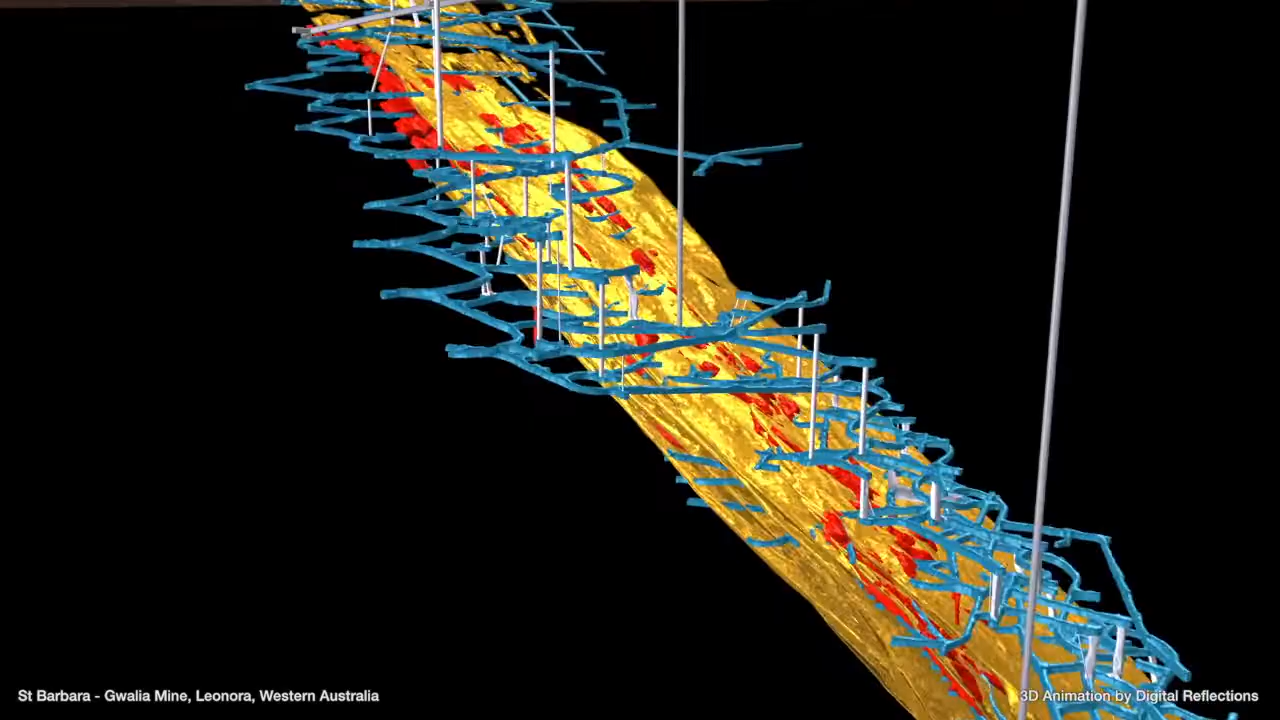 St Barbara - Gwalia Mine, Leonora, Western Australia
3D Animation by Digital Reflections